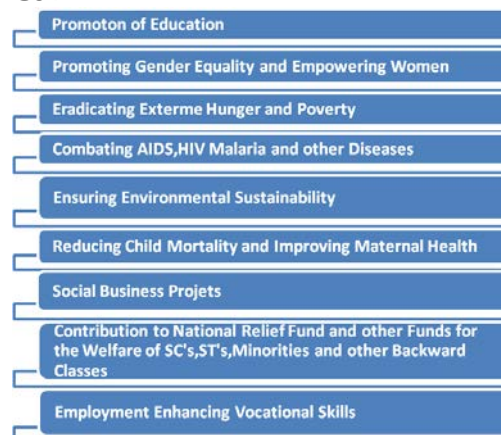 Promoton of Education
Promoting Gender Equality and Empowering Women
Eradicating Exterme Hunger and Poverty
Combating AIDS,HIV Malaria and other Diseases
Ensuring Environmental Sustainability
Reducing Child Mortality and Improving Maternal Health
Social Business Projets
Contribution to National Relief Fund and other Funds for
the Welfare of SC's,ST's,Minorities and other Backward
Classes
Employment Enhancing Vocational Skills